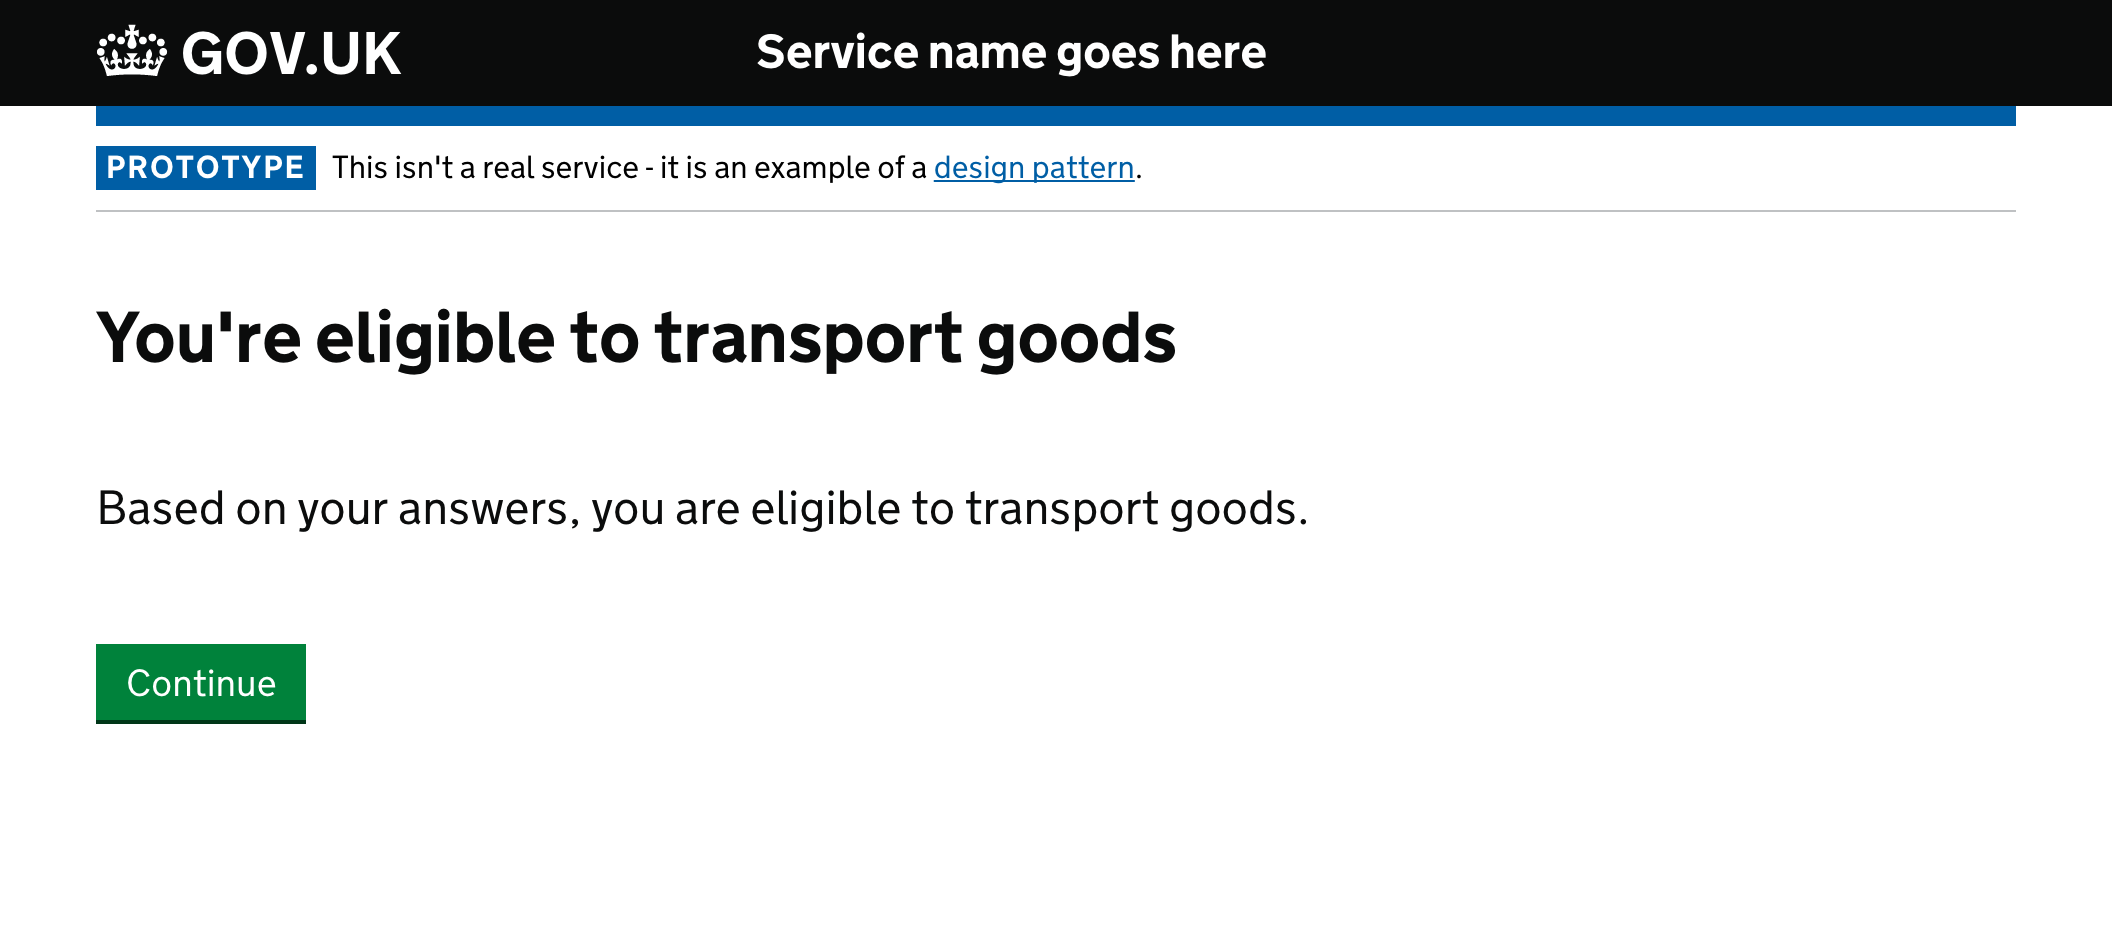 GOV.UK Service name goes here
PROTOTYPE This isn't a real service - it is an example of a design pattern.
You're eligible to transport goods
Based on your answers, you are eligible to transport goods.
Continue